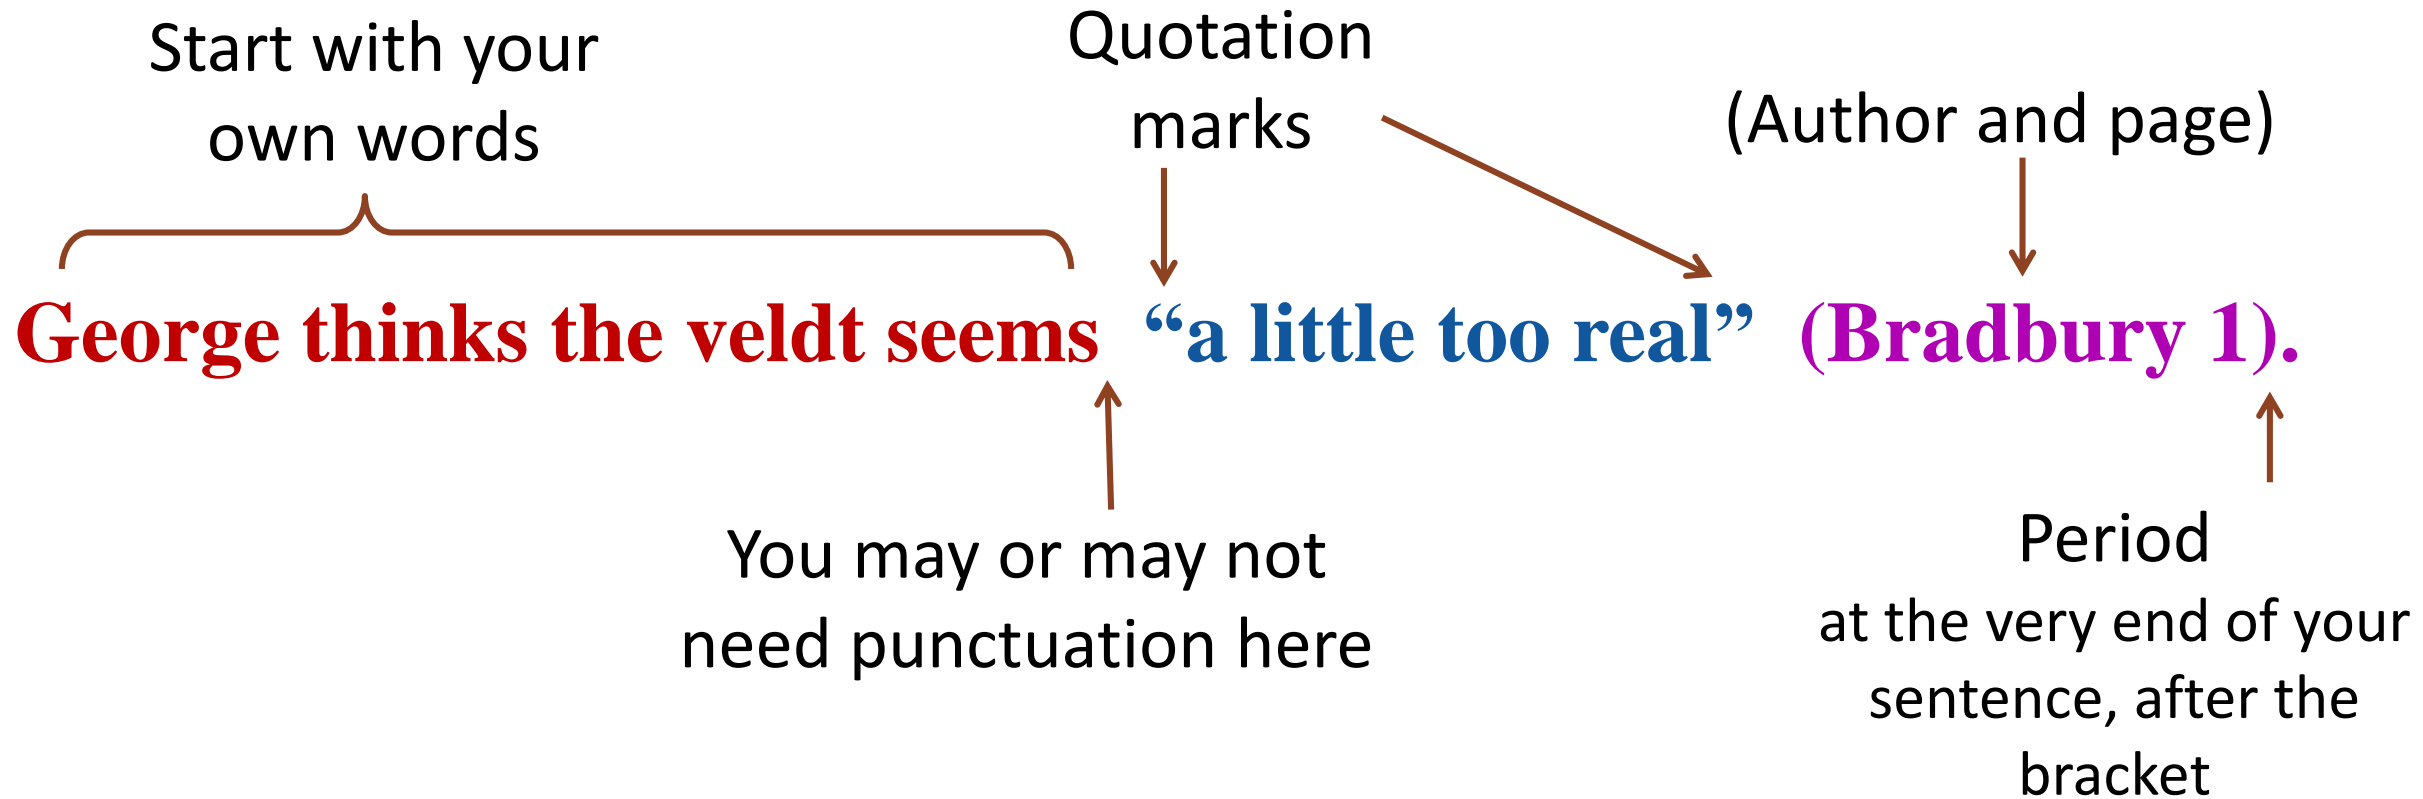 Start with your
own words
Quotation
marks
(Author and page)
George thinks the veldt seems “a little too real” (Bradbury 1).
You may or may not
need punctuation here
Period
at the very end of your
sentence, after the
bracket